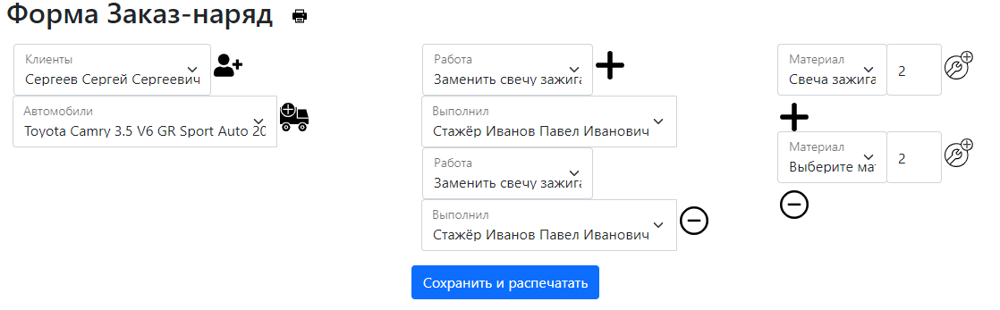 Форма Заказ-наряд
Клиенты
Сергеев Сергей Сергеевич
Автомобили
Toyota Camry 3.5 V6 GR Sport Auto 20
Работа
Заменить свечу зажига
Выполнил
Стажёр Иванов Павел Иванович
Работа
Заменить свечу зажига
Выполнил
Стажёр Иванов Павел Иванович
Материал
Свеча зажига
2
Материал
Выберите мат
2
Сохранить и распечатать